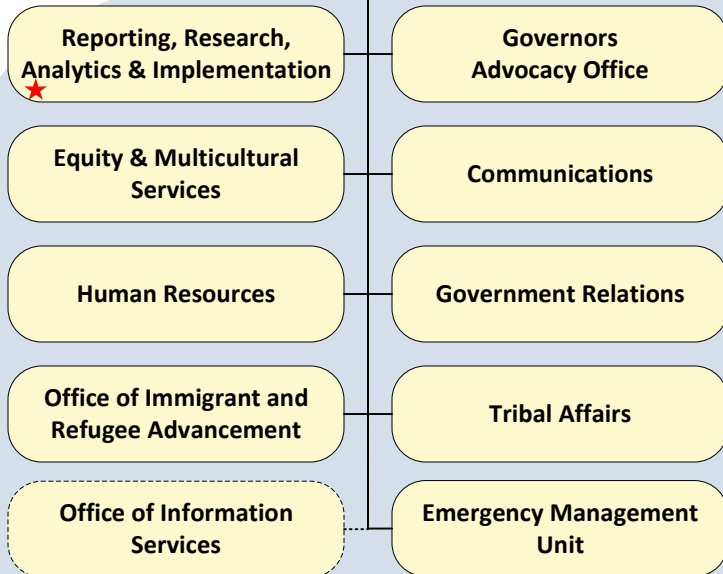 Reporting, Research,
Analytics & Implementation
Governors
Advocacy Office
Equity & Multicultural
Services
Communications
Human Resources
Government Relations
Office of Immigrant and
Refugee Advancement
Tribal Affairs
Office of Information
Services
Emergency Management
Unit